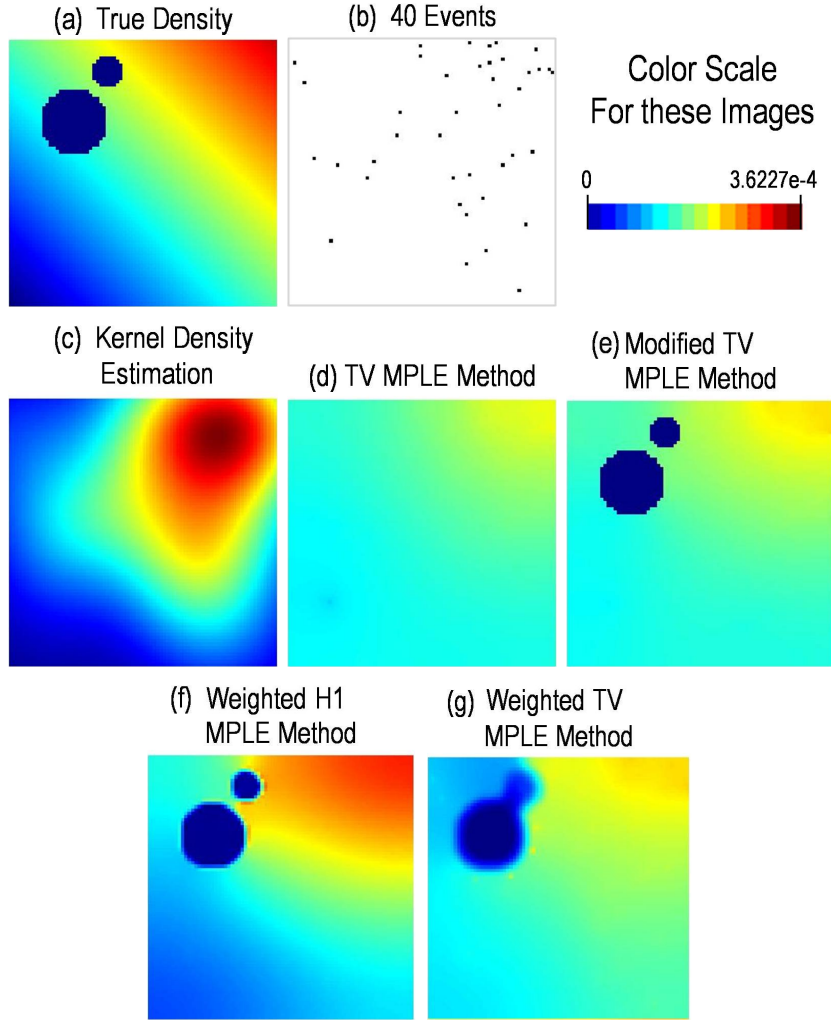 (a) True Density
(b) 40 Events
Color Scale
For these Images
0
3.6227e-4
(c) Kernel Density
Estimation
(d) TV MPLE Method
(e) Modified TV
MPLE Method
(f) Weighted H1
MPLE Method
(g) Weighted TV
MPLE Method